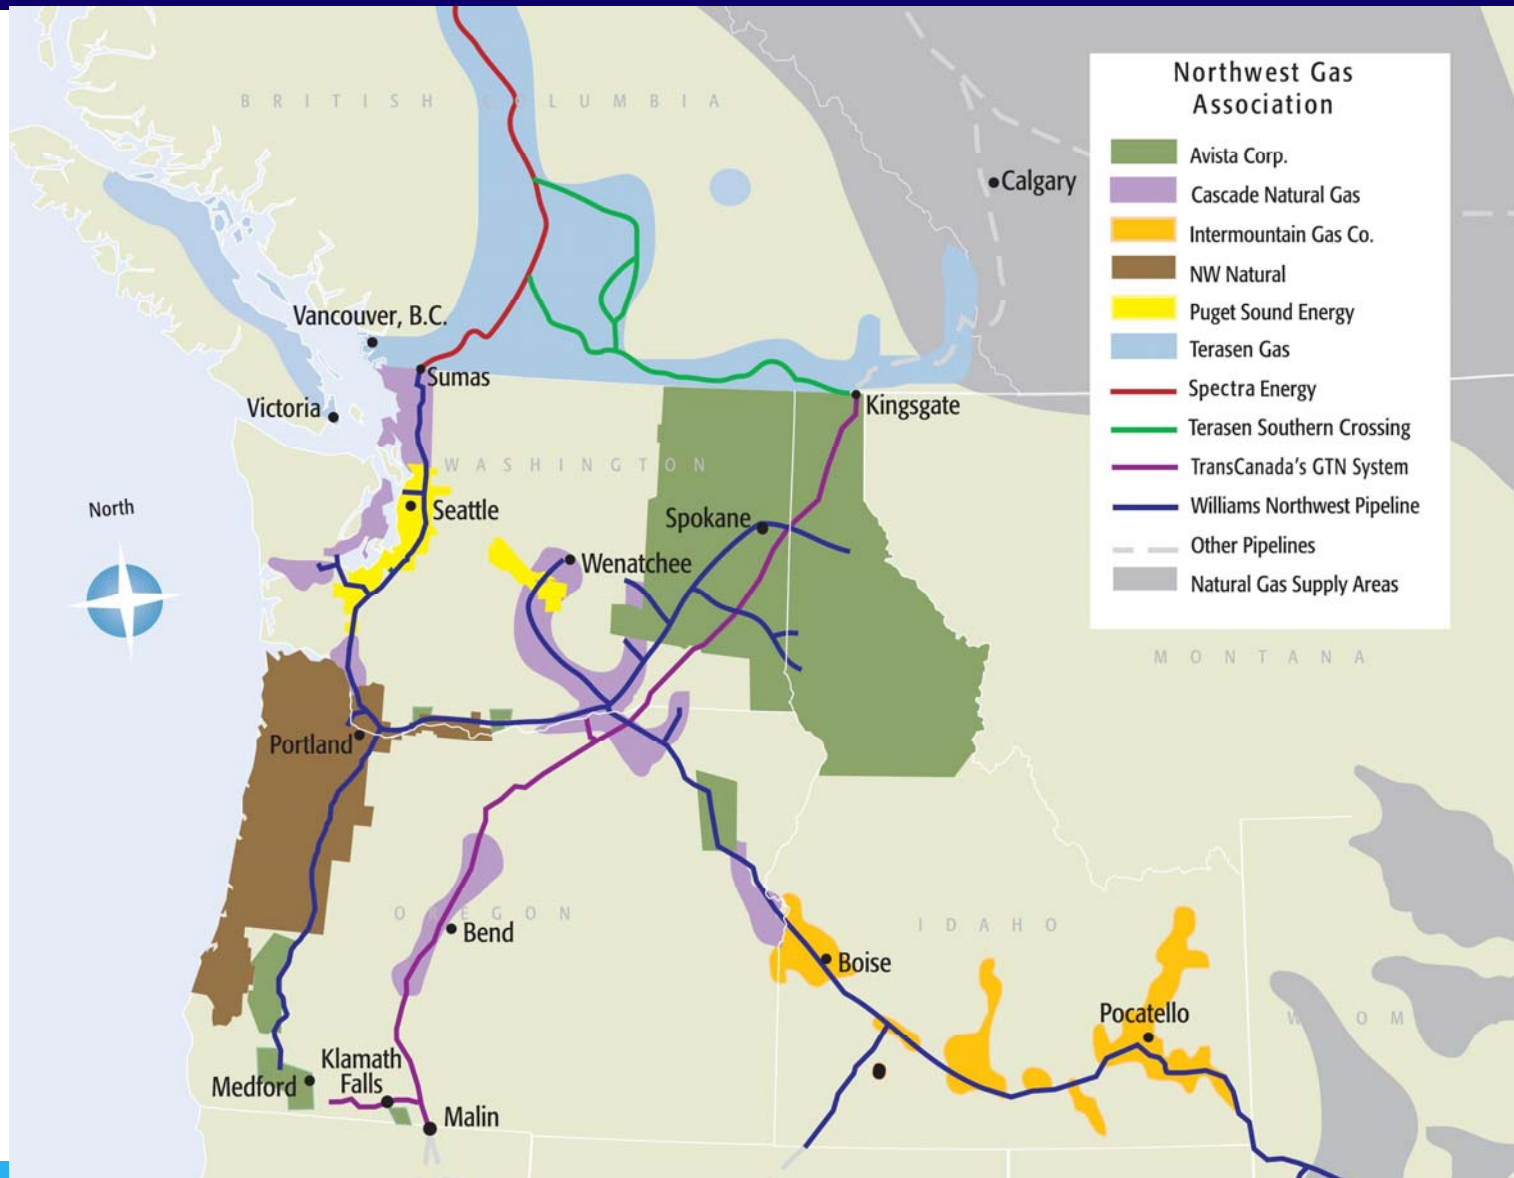 Northwest Gas
Association
Avista Corp.
Cascade Natural Gas
Intermountain Gas Co.
NW Natural
Puget Sound Energy
Terasen Gas
Spectra Energy
Terasen Southern Crossing
TransCanada's GTN System
Williams Northwest Pipeline
Other Pipelines
Natural Gas Supply Areas
BRITISH COLUMBIA
Calgary
Vancouver, B.C.
Sumas
Victoria
Kingsgate
WASHINGTON
North
Seattle
Spokane
Wenatchee
MONTANA
Portland
OREGON
Bend
IDAHO
Boise
Pocatello
Klamath
Falls
Medford
Malin